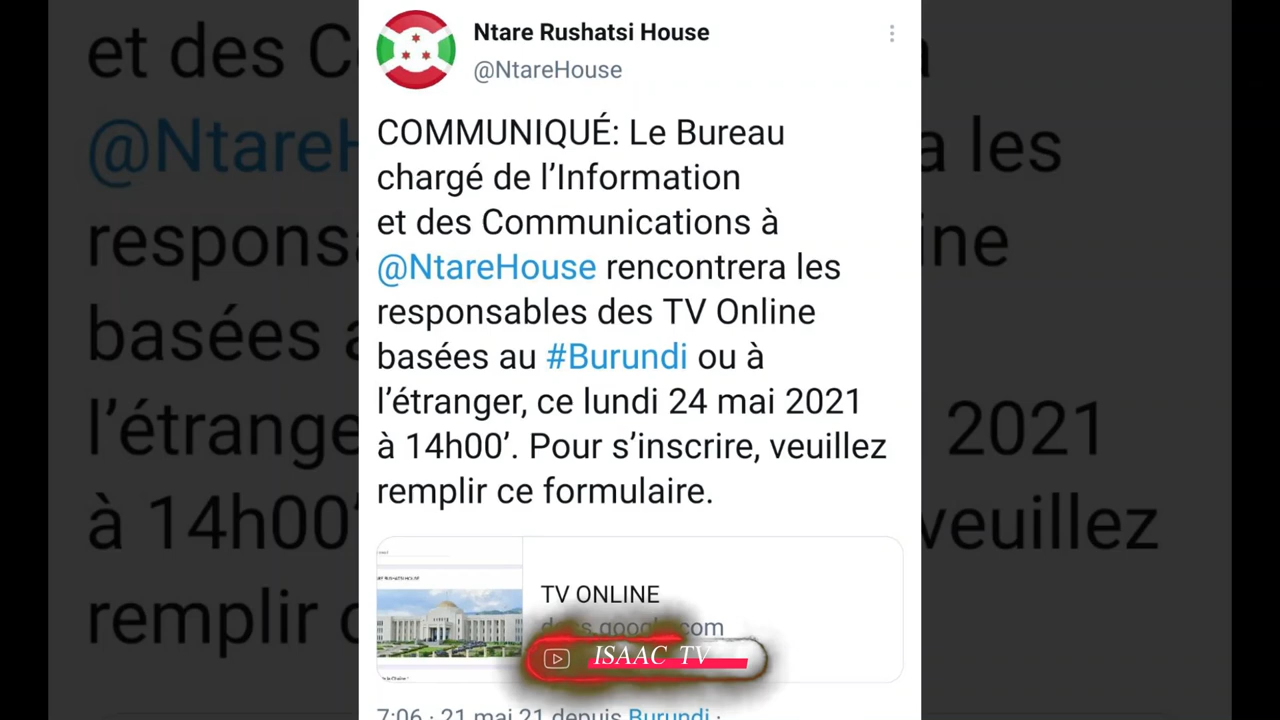 Ntare Rushatsi House
@NtareHouse
COMMUNIQUÉ: Le Bureau
chargé de l’Information
et des Communications à
@NtareHouse rencontrera les
responsables des TV Online
basées au #Burundi ou à
l’étranger, ce lundi 24 mai 2021
à 14h00’. Pour s’inscrire, veuillez
remplir ce formulaire.
TV ONLINE
docs.google.com
ISAAC TV
7:06 · 21 mai 21 depuis Burundi ·